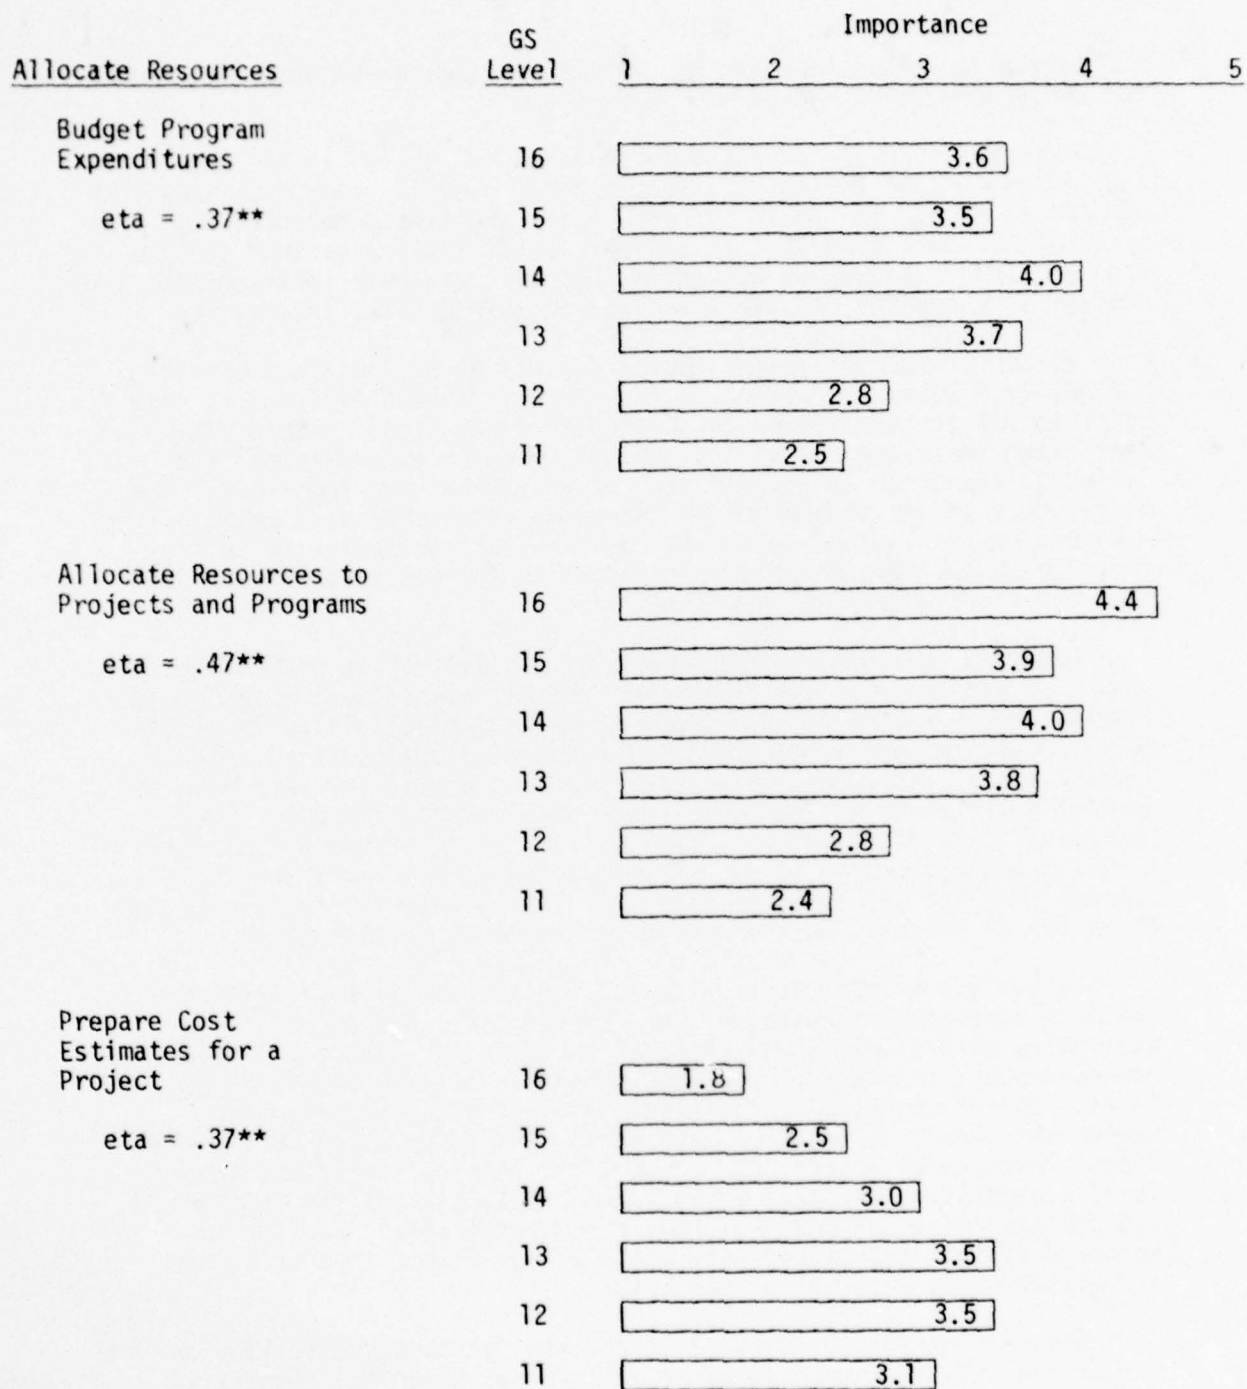 Importance
GS
Allocate Resources Level 1 2 3 4 5
Budget Program
Expenditures 16 3.6
eta = .37** 15 3.5
14 4.0
13 3.7
12 2.8
11 2.5
Allocate Resources to
Projects and Programs 16 4.4
eta = .47** 15 3.9
14 4.0
13 3.8
12 2.8
11 2.4
Prepare Cost
Estimates for a
Project 16 1.8
eta = .37** 15 2.5
14 3.0
13 3.5
12 3.5
11 3.1